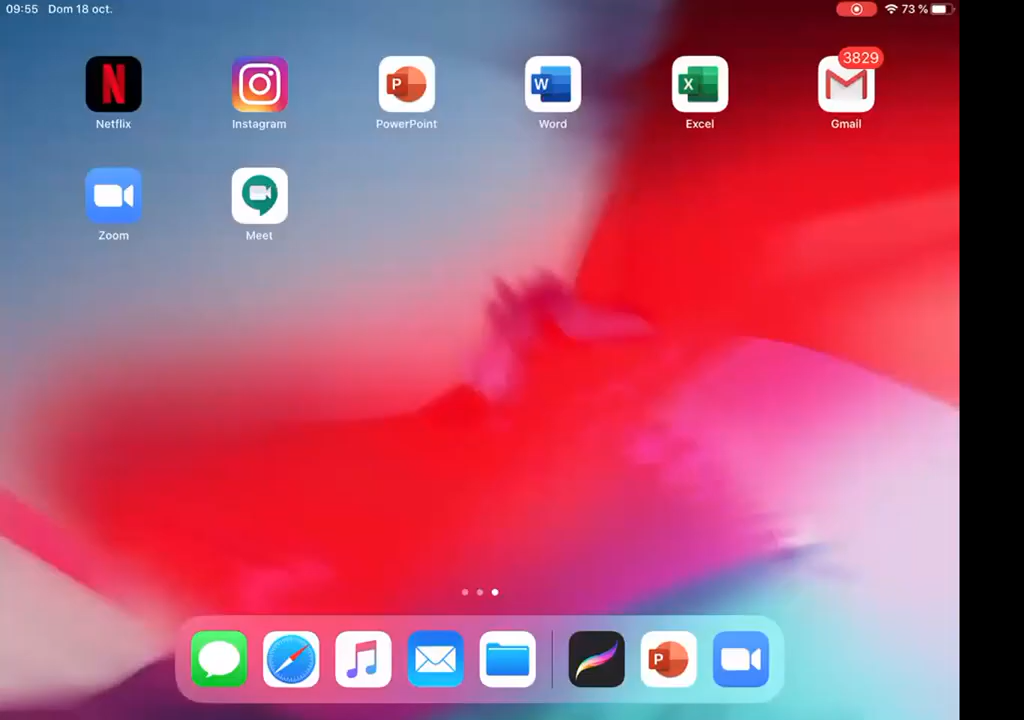 09:55 Dom 18 oct.
73 %
3829
N
P
W
X
Netflix
Instagram
PowerPoint
Word
Excel
Gmail
Zoom
Meet
P